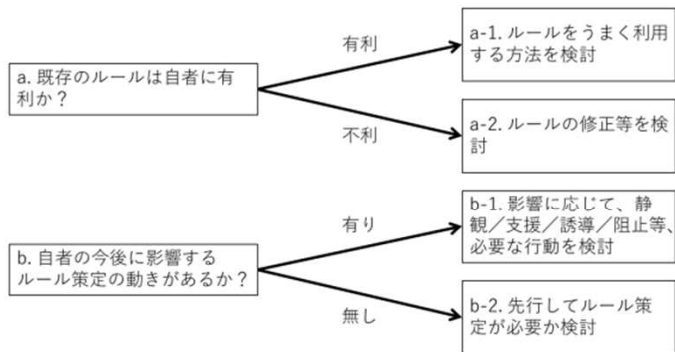 a. 既存のルールは自者に有
利か？
有利
a-1. ルールをうまく利用
する方法を検討
不利
a-2. ルールの修正等を検
討
b. 自者の今後に影響する
ルール策定の動きがあるか？
有り
b-1. 影響に応じて、静
観／支援／誘導／阻止等、
必要な行動を検討
無し
b-2. 先行してルール策
定が必要か検討